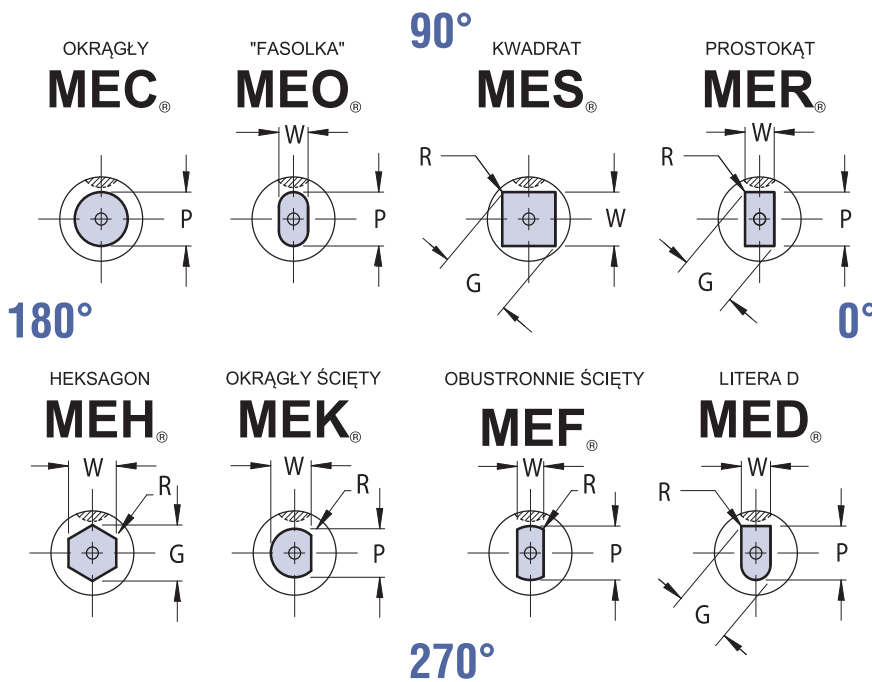 90°
OKRĄGŁY
"FASOLKA"
KWADRAT
PROSTOKĄT
MEC®
MEO®
MES®
MER®
W
W
R
R
P
P
W
P
G
G
180°
0°
HEKSAGON
OKRĄGŁY ŚCIĘTY
OBUSTRONNIE ŚCIĘTY
LITERA D
MEH®
MEK®
MEF®
MED®
W
W
W
W
R
R
R
R
G
P
P
P
G
270°